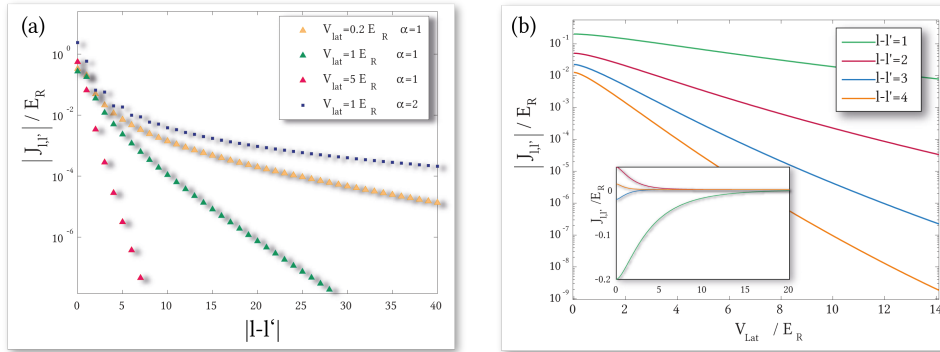 (a)
V_lat=0.2 E_R α=1
V_lat=1 E_R α=1
V_lat=5 E_R α=1
V_lat=1 E_R α=2
10^0
10^-2
10^-4
10^-6
|J_l,l'| / E_R
0 5 10 15 20 25 30 35 40
|l-l'|
(b)
l-l'=1
l-l'=2
l-l'=3
l-l'=4
10^-1
10^-2
10^-3
10^-4
10^-5
10^-6
10^-7
10^-8
10^-9
|J_l,l'| / E_R
0
-0.1
-0.2
J_l,l'/E_R
0 5 10 15 20
0 2 4 6 8 10 12 14
V_Lat / E_R